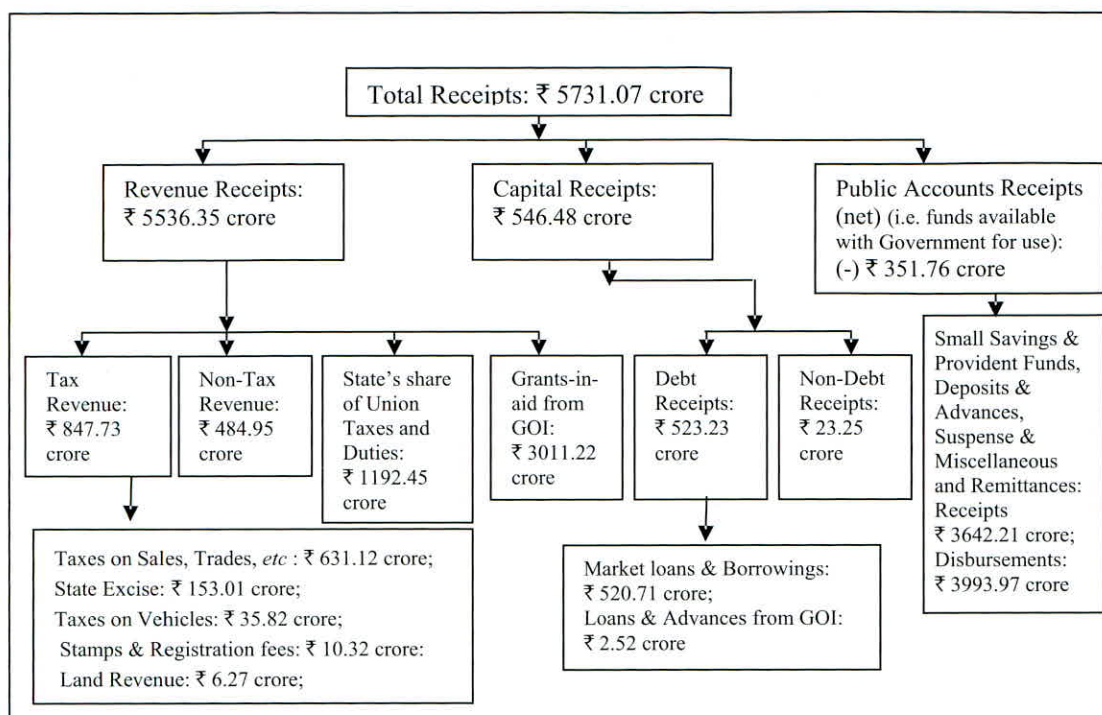 Total Receipts: ₹ 5731.07 crore
Revenue Receipts:
₹ 5536.35 crore
Capital Receipts:
₹ 546.48 crore
Public Accounts Receipts
(net) (i.e. funds available
with Government for use):
(-) ₹ 351.76 crore
Tax
Revenue:
₹ 847.73
crore
Non-Tax
Revenue:
₹ 484.95
crore
State's share
of Union
Taxes and
Duties:
₹ 1192.45
crore
Grants-in-
aid from
GOI:
₹ 3011.22
crore
Debt
Receipts:
₹ 523.23
crore
Non-Debt
Receipts:
₹ 23.25
crore
Small Savings &
Provident Funds,
Deposits &
Advances,
Suspense &
Miscellaneous
and Remittances:
Receipts
₹ 3642.21 crore;
Disbursements:
₹ 3993.97 crore
Taxes on Sales, Trades, etc : ₹ 631.12 crore;
State Excise: ₹ 153.01 crore;
Taxes on Vehicles: ₹ 35.82 crore;
Stamps & Registration fees: ₹ 10.32 crore:
Land Revenue: ₹ 6.27 crore;
Market loans & Borrowings:
₹ 520.71 crore;
Loans & Advances from GOI:
₹ 2.52 crore